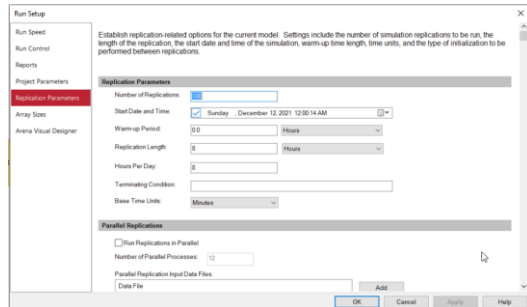 Run Setup
Run Speed
Run Control
Reports
Project Parameters
Replication Parameters
Array Sizes
Arena Visual Designer
Establish replication-related options for the current model. Settings include the number of simulation replications to be run, the
length of the replication, the start date and time of the simulation, warm-up time length, time units, and the type of initialization to be
performed between replications.
Replication Parameters
Number of Replications:
Start Date and Time: Sunday , December 12, 2021 12:00:14 AM
Warm-up Period: 0.0 Hours
Replication Length: 8 Hours
Hours Per Day: 8
Terminating Condition:
Base Time Units: Minutes
Parallel Replications
Run Replications in Parallel
Number of Parallel Processes: 12
Parallel Replication Input Data Files:
Data File
Add
OK Cancel Apply Help